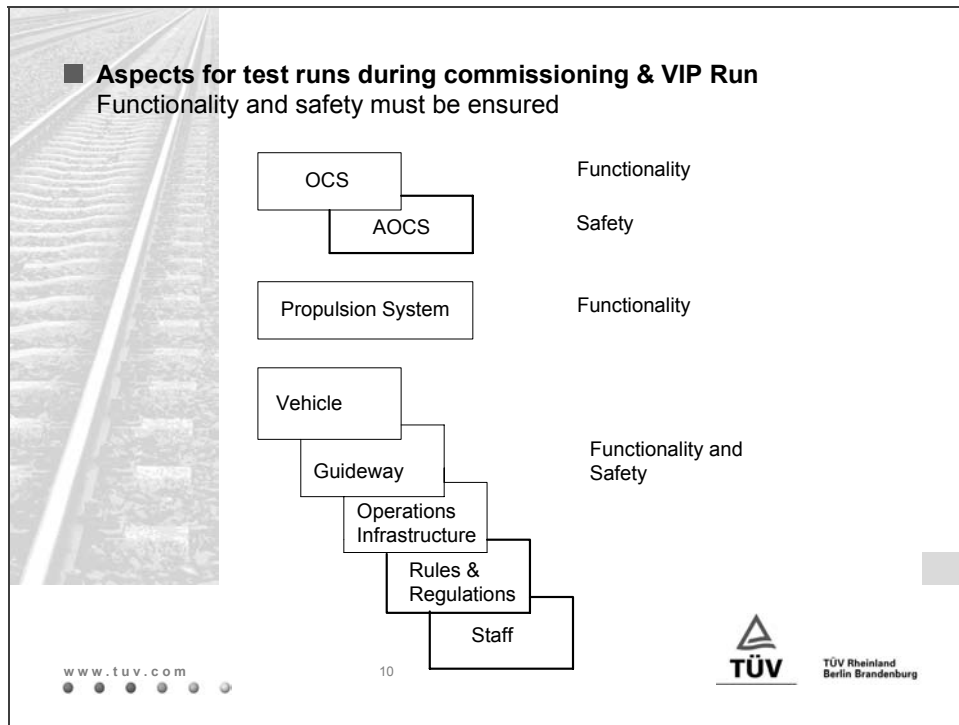 Aspects for test runs during commissioning & VIP Run
Functionality and safety must be ensured
OCS
Functionality
AOCS
Safety
Propulsion System
Functionality
Vehicle
Guideway
Functionality and
Safety
Operations
Infrastructure
Rules &
Regulations
Staff
www.tuv.com
10
TÜV
TÜV Rheinland
Berlin Brandenburg